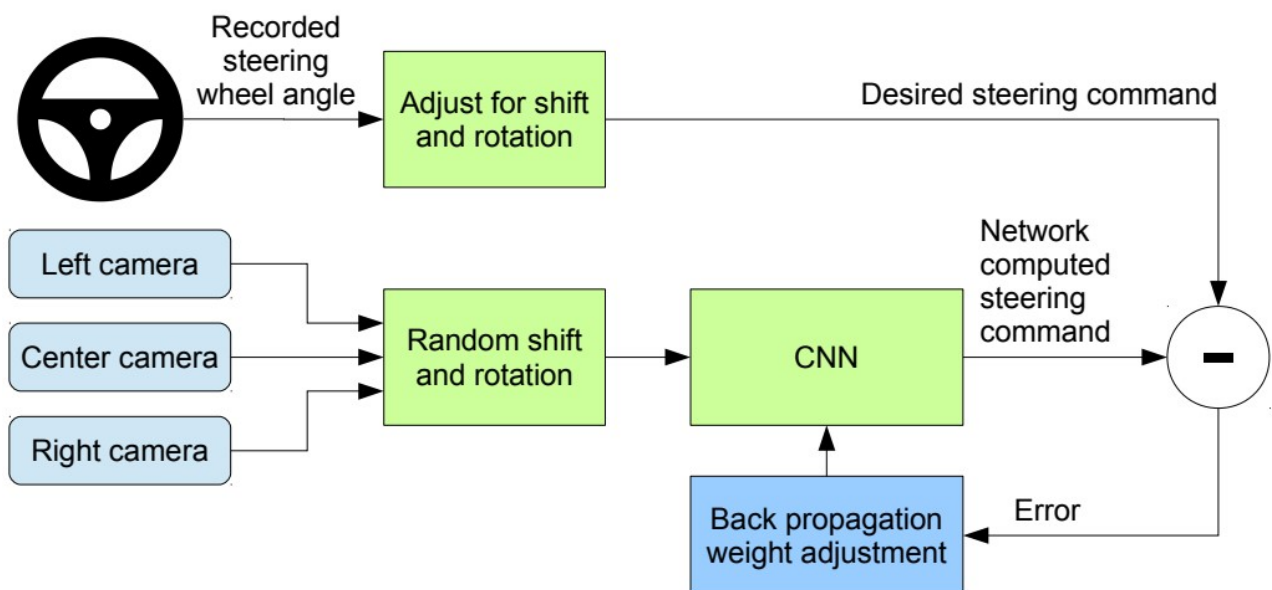 Recorded
steering
wheel angle
Adjust for shift
and rotation
Desired steering command
Left camera
Center camera
Right camera
Random shift
and rotation
CNN
Network
computed
steering
command
-
Back propagation
weight adjustment
Error